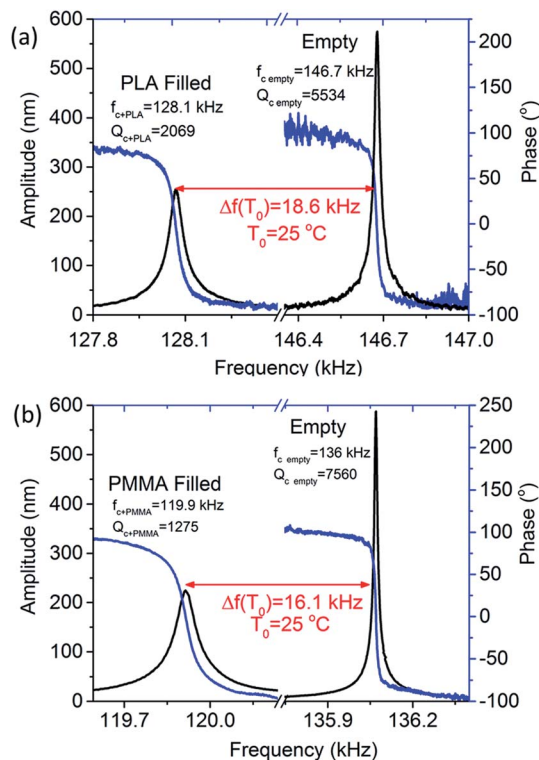 (a)
600
500
400
300
200
100
0
Amplitude (nm)
200
150
100
50
0
-50
-100
Phase (°)
PLA Filled
f c+PLA=128.1 kHz
Q c+PLA=2069
Empty
f c empty=146.7 kHz
Q c empty=5534
Δf(T0)=18.6 kHz
T0=25 °C
127.8 128.1 146.4 146.7 147.0
Frequency (kHz)
(b)
600
500
400
300
200
100
0
Amplitude (nm)
250
200
150
100
50
0
-50
-100
Phase (°)
Empty
f c empty=136 kHz
Q c empty=7560
PMMA Filled
f c+PMMA=119.9 kHz
Q c+PMMA=1275
Δf(T0)=16.1 kHz
T0=25 °C
119.7 120.0 135.9 136.2
Frequency (kHz)